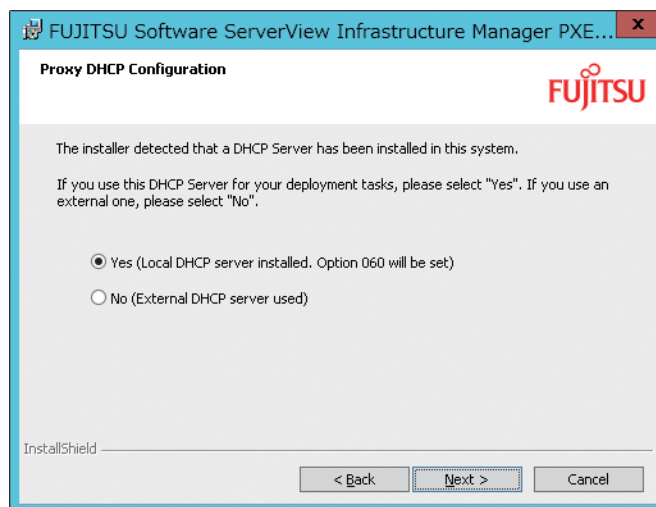 FUJITSU Software ServerView Infrastructure Manager PXE...
x
Proxy DHCP Configuration
FUJITSU
The installer detected that a DHCP Server has been installed in this system.
If you use this DHCP Server for your deployment tasks, please select "Yes". If you use an
external one, please select "No".
Yes (Local DHCP server installed. Option 060 will be set)
No (External DHCP server used)
InstallShield
< Back
Next >
Cancel